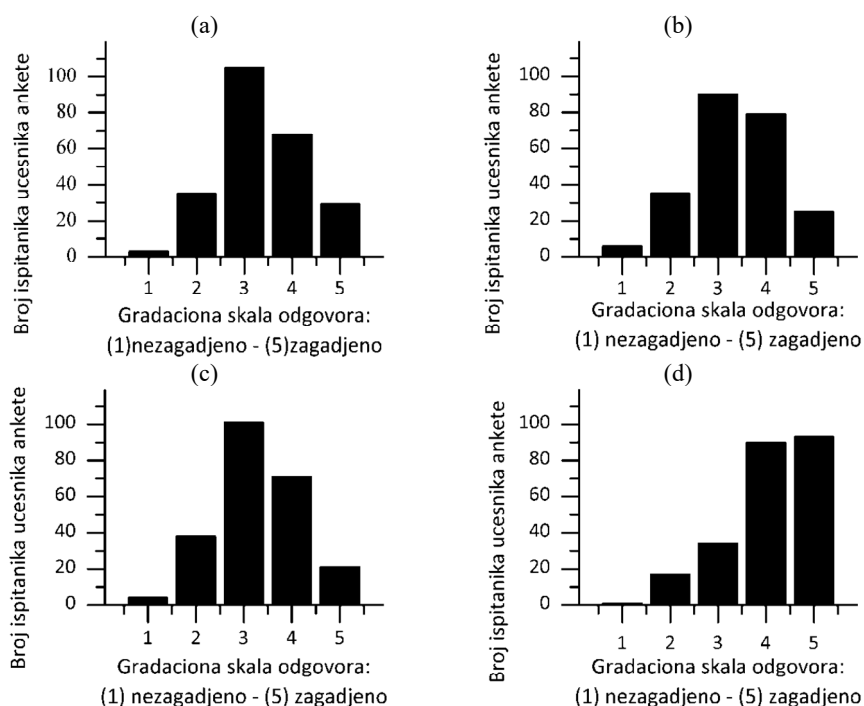 (a)
Broj ispitanika ucesnika ankete
100
80
60
40
20
0
1 2 3 4 5
Gradaciona skala odgovora:
(1)nezagadjeno - (5)zagadjeno
(b)
Broj ispitanika ucesnika ankete
100
80
60
40
20
0
1 2 3 4 5
Gradaciona skala odgovora:
(1) nezagadjeno - (5) zagadjeno
(c)
Broj ispitanika ucesnika ankete
100
80
60
40
20
0
1 2 3 4 5
Gradaciona skala odgovora:
(1) nezagadjeno - (5) zagadjeno
(d)
Broj ispitanika ucesnika ankete
100
80
60
40
20
0
1 2 3 4 5
Gradaciona skala odgovora:
(1) nezagadjeno - (5) zagadjeno